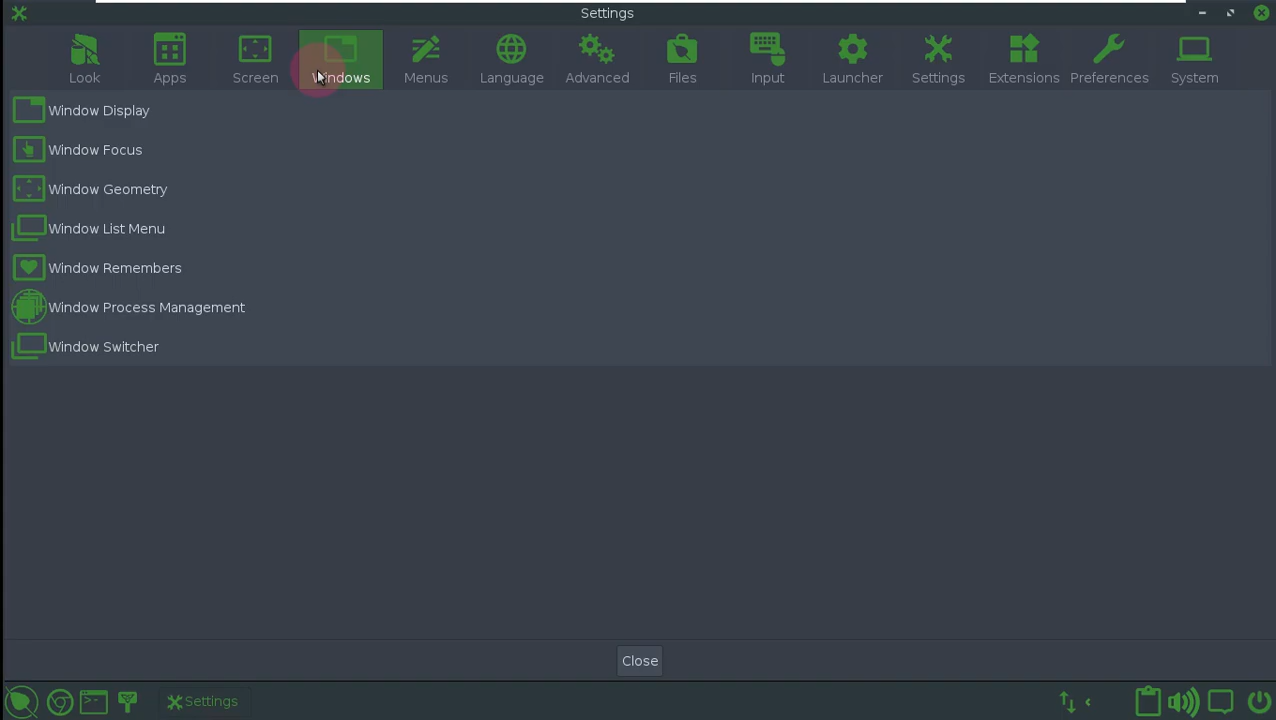 Settings
Look Apps Screen Windows Menus Language Advanced Files Input Launcher Settings Extensions Preferences System
Window Display
Window Focus
Window Geometry
Window List Menu
Window Remembers
Window Process Management
Window Switcher
Close
Settings